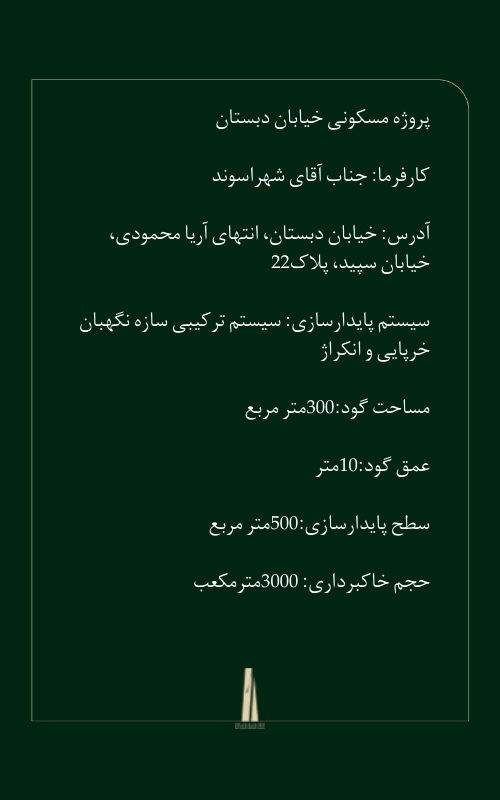 پروژه مسکونی خیابان دبستان
کارفرما: جناب آقای شهراسوند
آدرس: خیابان دبستان، انتهای آریا محمودی،
خیابان سپید، پلاک22
سیستم پایدارسازی: سیستم ترکیبی سازه نگهبان
خرپایی و انکراژ
مساحت گود:300متر مربع
عمق گود:10متر
سطح پایدارسازی:500متر مربع
حجم خاکبرداری: 3000مترمکعب